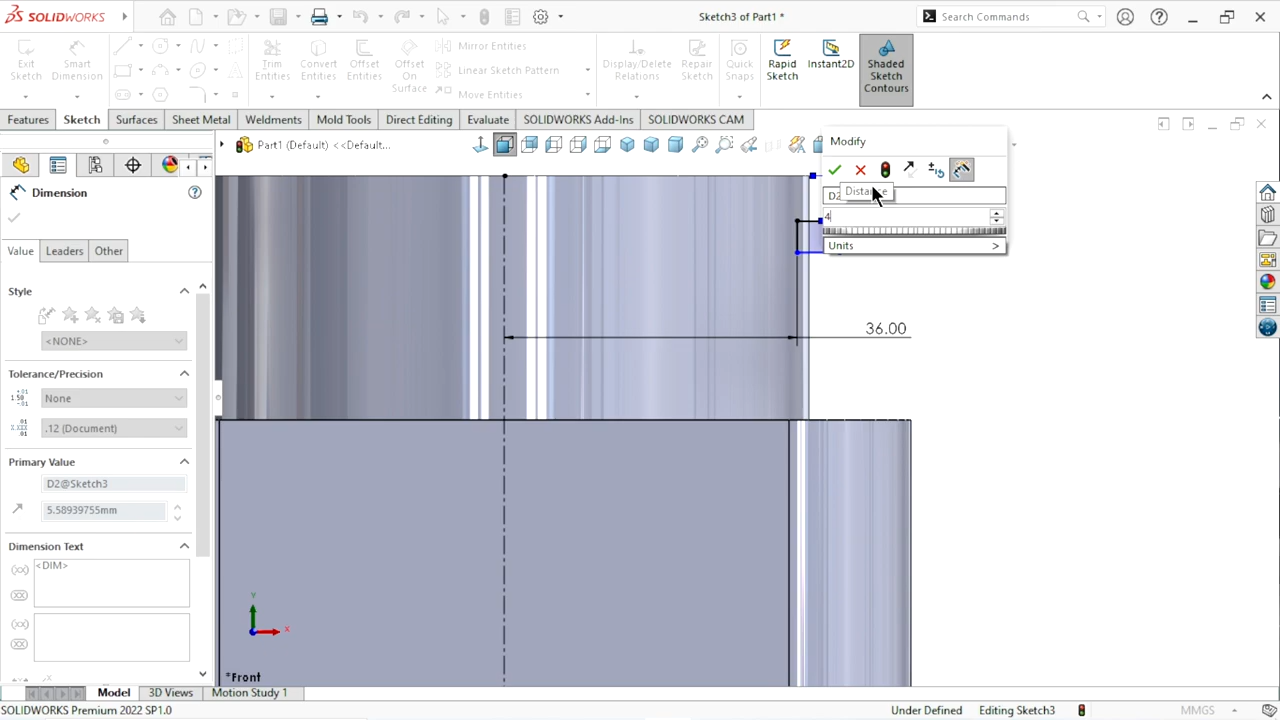 SOLIDWORKS
Sketch3 of Part1 *
Search Commands
Exit Sketch
Smart Dimension
Trim Entities
Convert Entities
Offset Entities
Offset On Surface
Mirror Entities
Linear Sketch Pattern
Move Entities
Display/Delete Relations
Repair Sketch
Quick Snaps
Rapid Sketch
Instant2D
Shaded Sketch Contours
Features
Sketch
Surfaces
Sheet Metal
Weldments
Mold Tools
Direct Editing
Evaluate
SOLIDWORKS Add-Ins
SOLIDWORKS CAM
Part1 (Default) <<Default...
Modify
Distance
D2
4
Units >
36.00
Dimension
Value
Leaders
Other
Style
<NONE>
Tolerance/Precision
None
.12 (Document)
Primary Value
D2@Sketch3
5.58939755mm
Dimension Text
<DIM>
Y
X
*Front
Model
3D Views
Motion Study 1
SOLIDWORKS Premium 2022 SP1.0
Under Defined
Editing Sketch3
MMGS